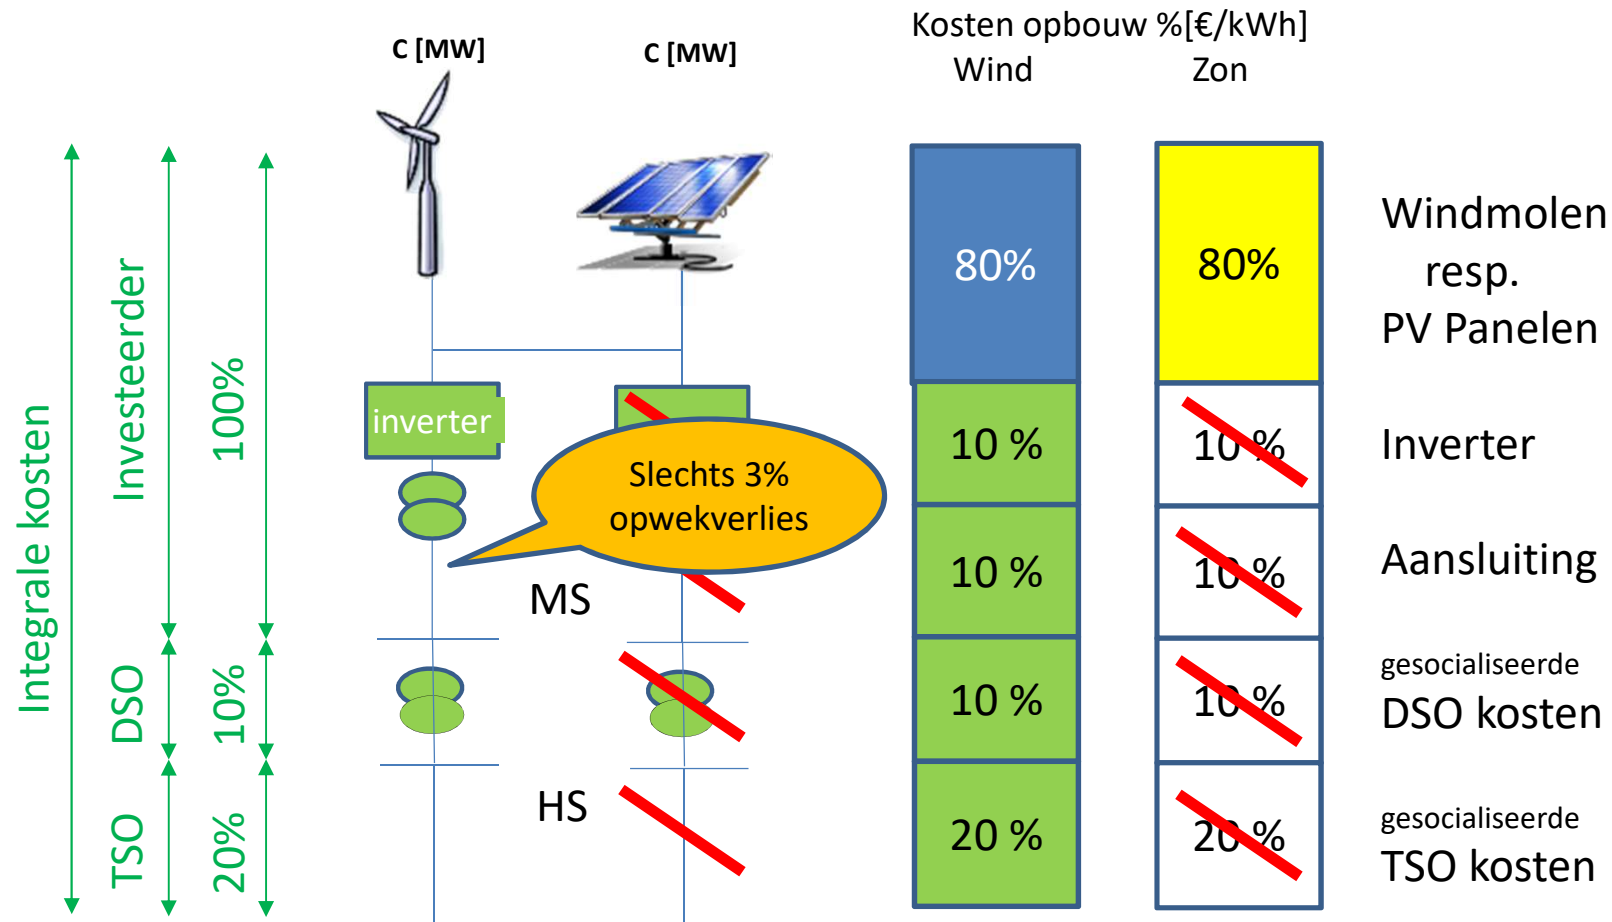 Kosten opbouw %[€/kWh]
Wind
Zon
C [MW]
C [MW]
Integrale kosten
Investeerder
100%
DSO
10%
TSO
20%
inverter
Slechts 3%
opwekverlies
MS
HS
80%
80%
Windmolen
resp.
PV Panelen
10 %
10 %
Inverter
10 %
10 %
Aansluiting
10 %
10 %
gesocialiseerde
DSO kosten
20 %
20 %
gesocialiseerde
TSO kosten